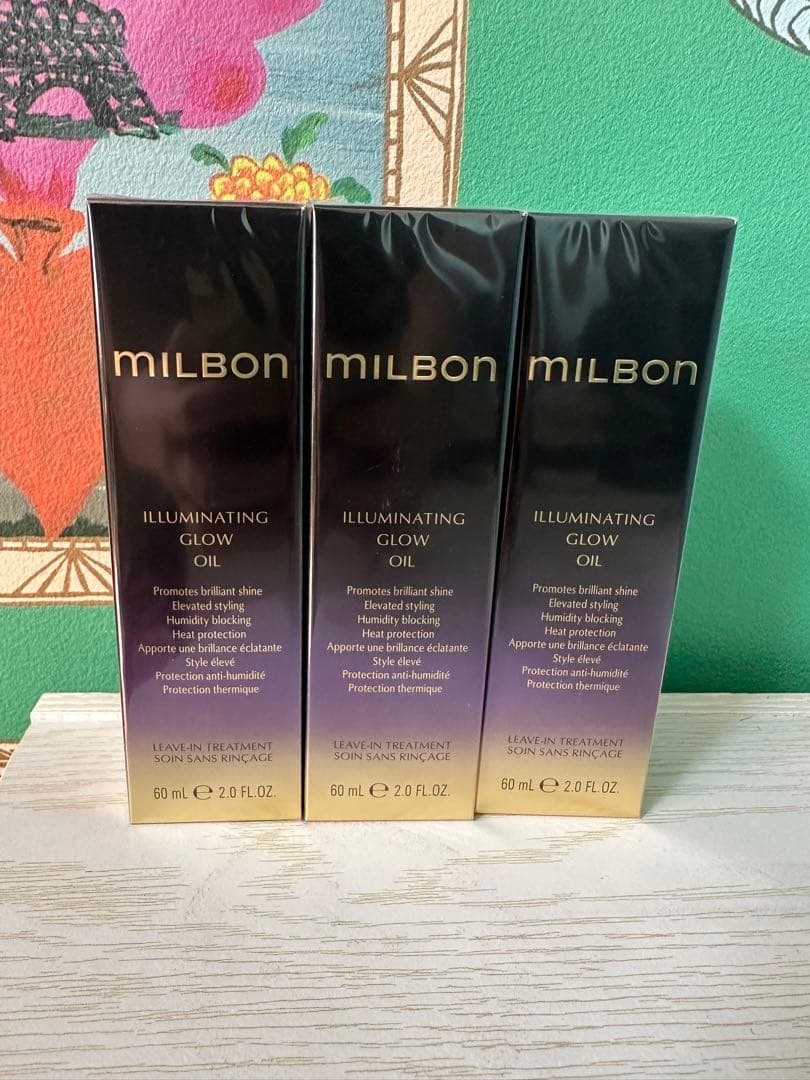 MILBON
ILLUMINATING
GLOW
OIL
Promotes brilliant shine
Elevated styling
Humidity blocking
Heat protection
Apporte une brillance éclatante
Style élevé
Protection anti-humidité
Protection thermique
LEAVE-IN TREATMENT
SOIN SANS RINÇAGE
60 mL e 2.0 FL.OZ.
MILBON
ILLUMINATING
GLOW
OIL
Promotes brilliant shine
Elevated styling
Humidity blocking
Heat protection
Apporte une brillance éclatante
Style élevé
Protection anti-humidité
Protection thermique
LEAVE-IN TREATMENT
SOIN SANS RINÇAGE
60 mL e 2.0 FL.OZ.
MILBON
ILLUMINATING
GLOW
OIL
Promotes brilliant shine
Elevated styling
Humidity blocking
Heat protection
Apporte une brillance éclatante
Style élevé
Protection anti-humidité
Protection thermique
LEAVE-IN TREATMENT
SOIN SANS RINÇAGE
60 mL e 2.0 FL.OZ.